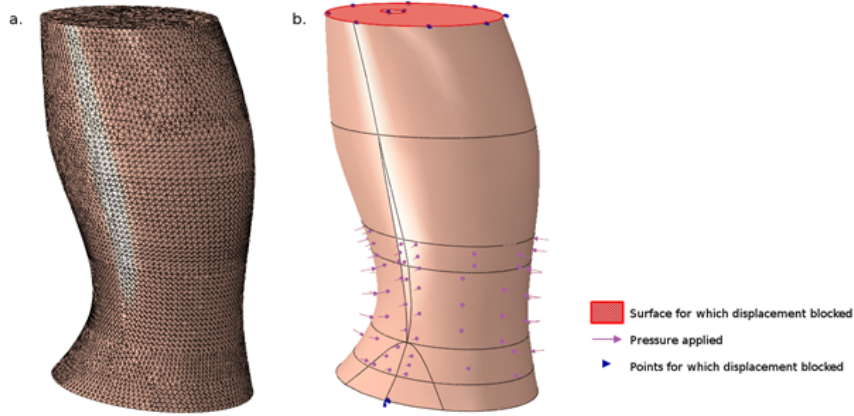 a.
b.
Surface for which displacement blocked
Pressure applied
Points for which displacement blocked